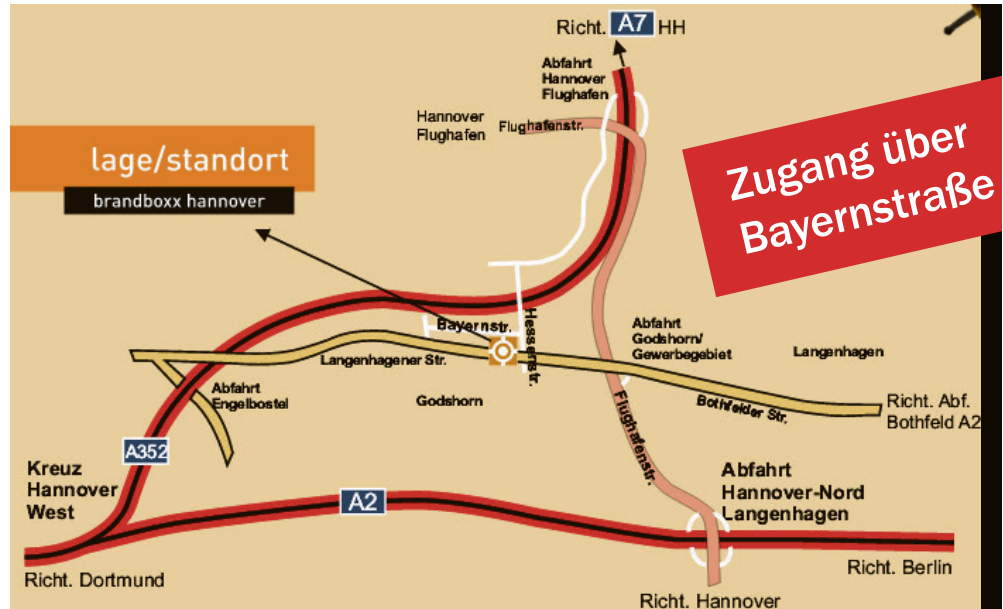 Richt. A7 HH
Abfahrt
Hannover
Flughafen
Hannover
Flughafen
Flughafenstr.
Zugang über
Bayernstraße
lage/standort
brandboxx hannover
Bayernstr.
Hessenstr.
Abfahrt
Godshorn/
Gewerbegebiet
Langenhagen
Langenhagener Str.
Abfahrt
Engelbostel
Godshorn
Flughafenstr.
Bothfelder Str.
Richt. Abf.
Bothfeld A2
A352
Kreuz
Hannover
West
A2
Abfahrt
Hannover-Nord
Langenhagen
Richt. Dortmund
Richt. Berlin
Richt. Hannover